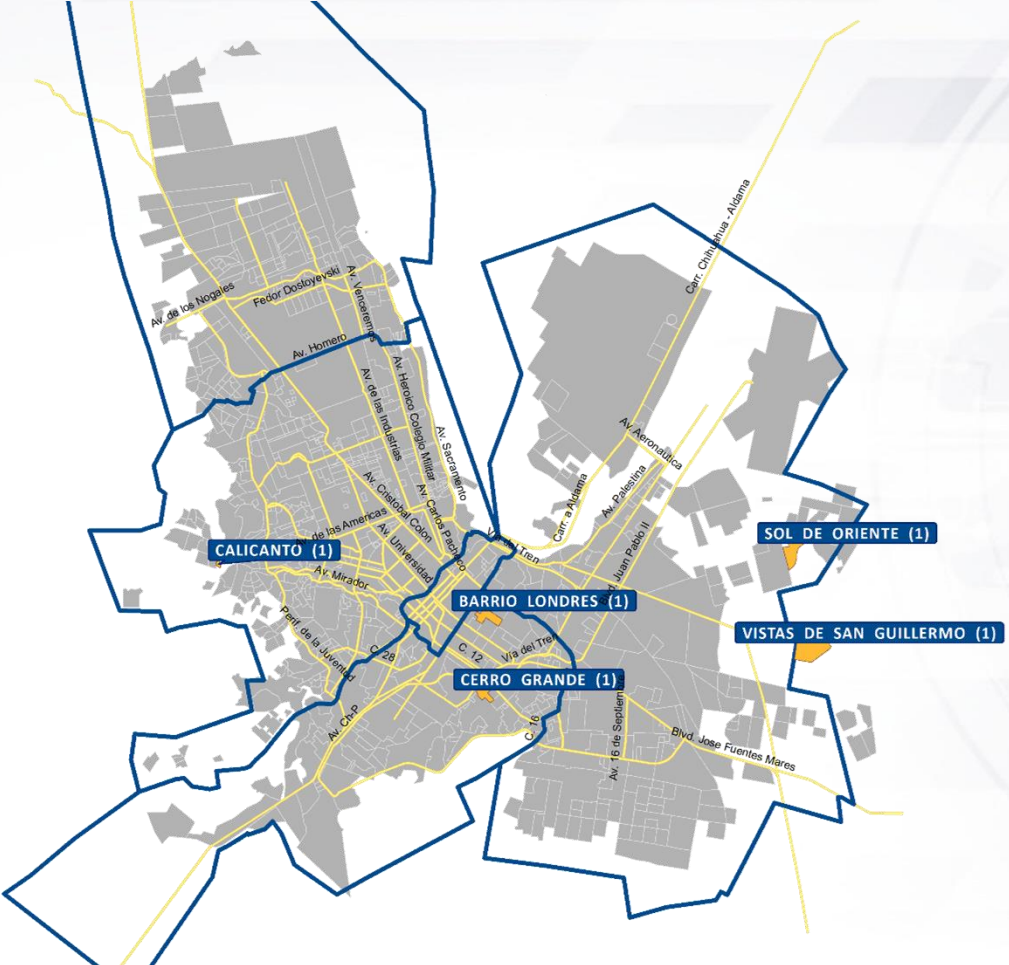 Carr. Chihuahua - Aldama
Av. de los Nogales
Fedor Dostoyevski
Av. Venceremos
Av. Homero
Av. de las Industrias
Av. Heroico Colegio Militar
Av. Sacramento
Av. Aeronautica
Av. Palestina
Carr. a Aldama
Av. Cristobal Colon
Av. Carlos Pacheco
Av. de las Americas
Av. Universidad
Vía del Tren
Blvd. Juan Pablo II
SOL DE ORIENTE (1)
CALICANTO (1)
Av. Mirador
BARRIO LONDRES (1)
Perif. de la Juventud
C. 28
C. 12
Vía del Tren
VISTAS DE SAN GUILLERMO (1)
CERRO GRANDE (1)
Av. Ch-P
C. 16
Av. 16 de Septiembre
Blvd. Jose Fuentes Mares